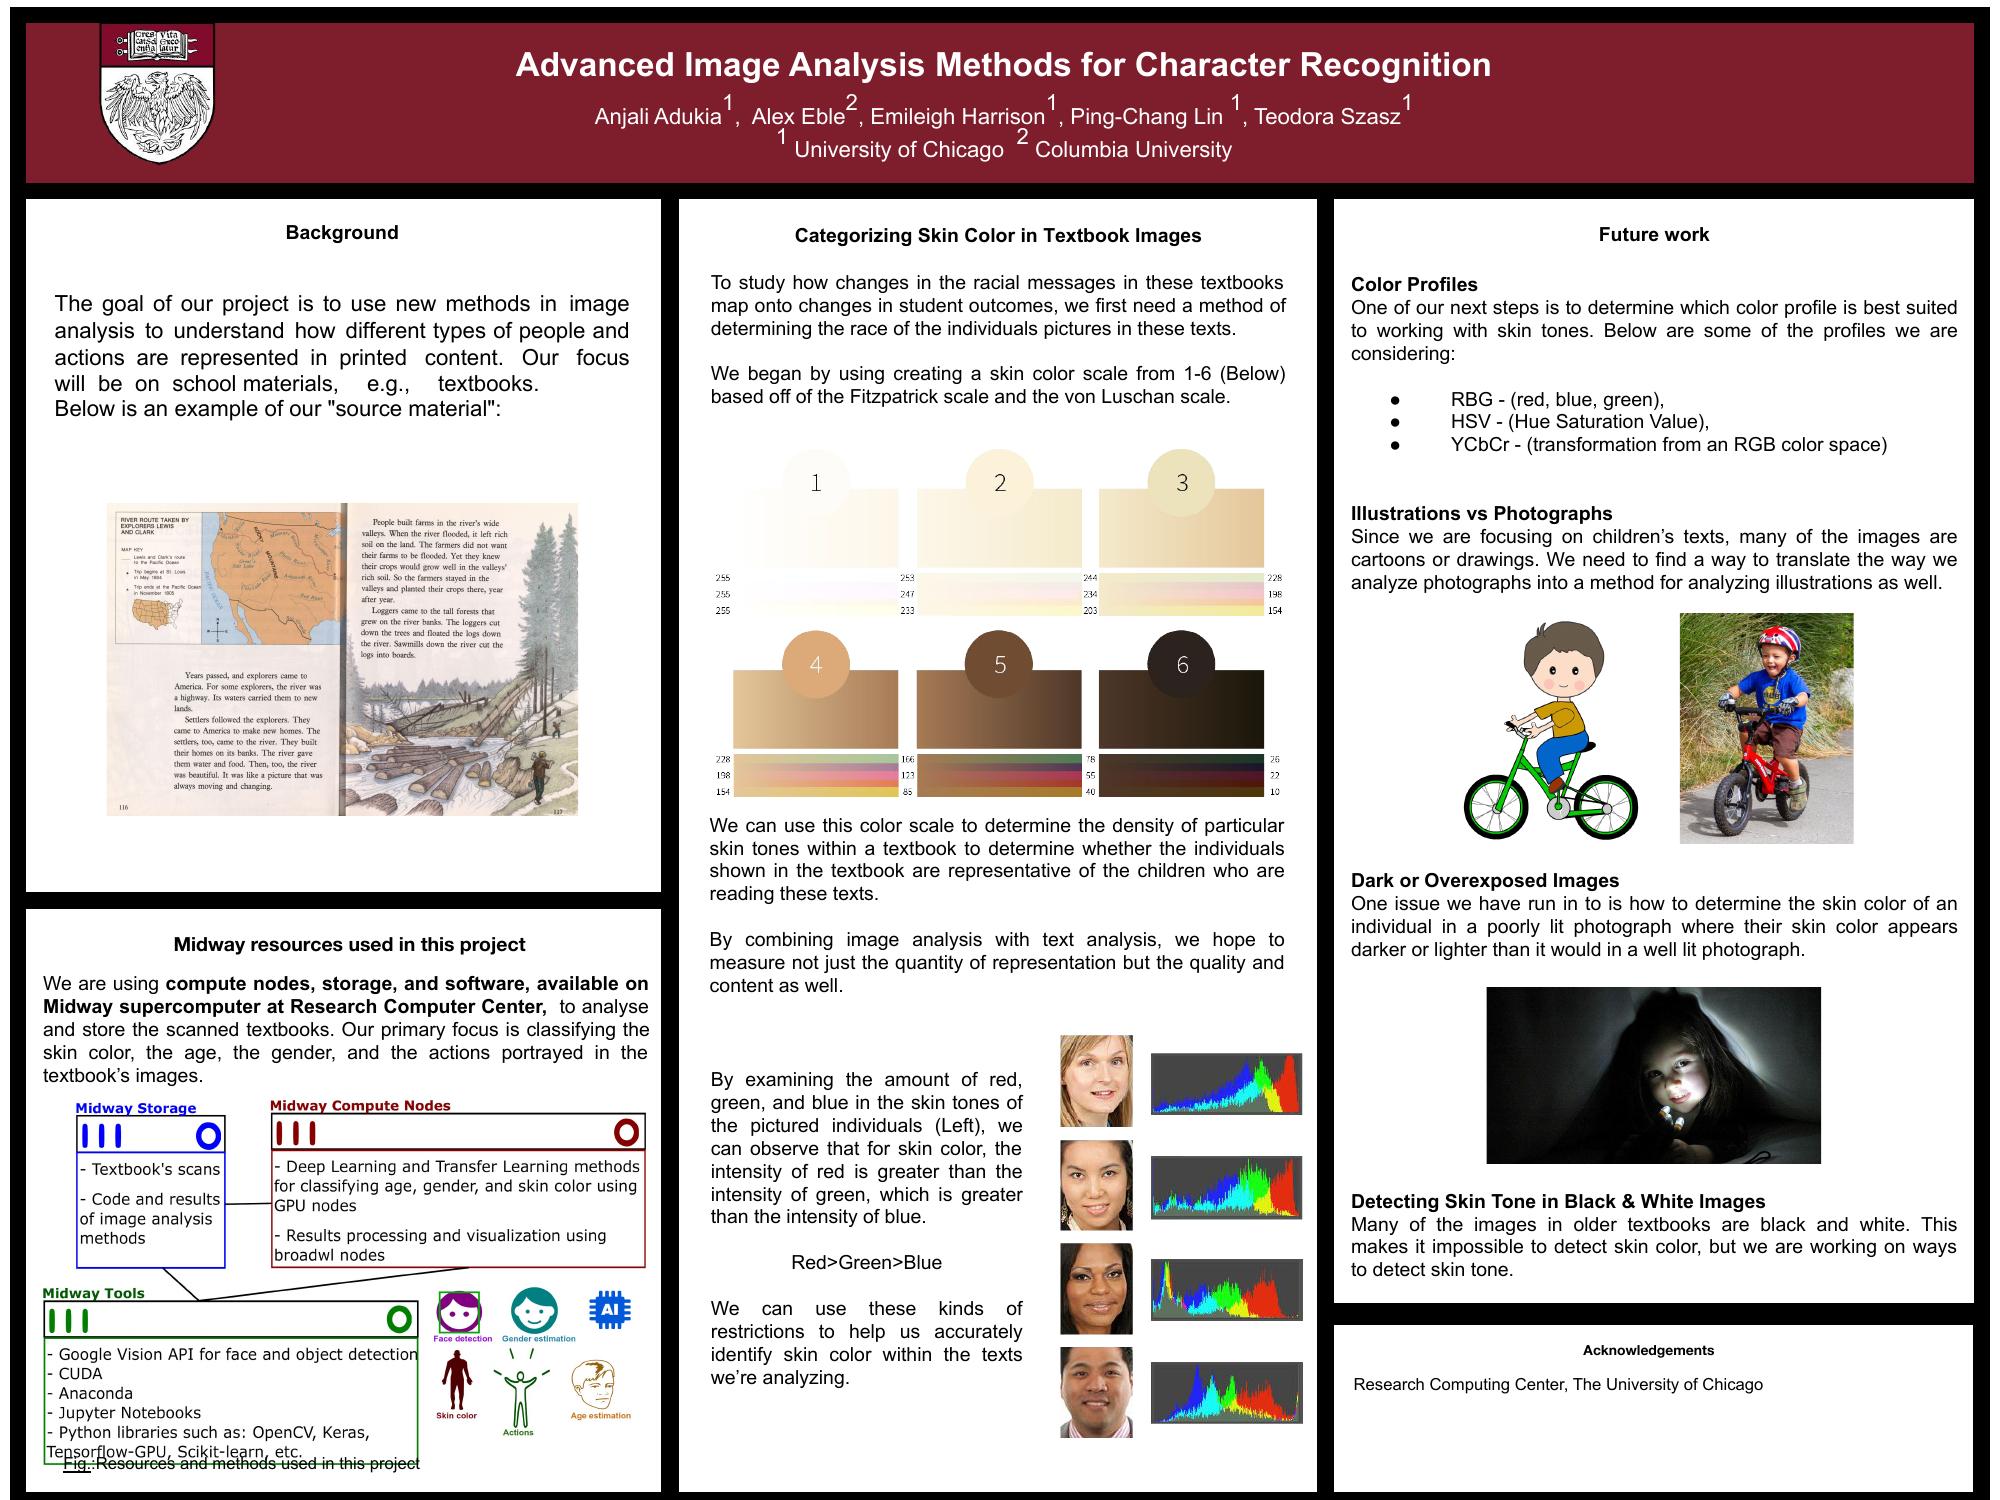 Cres Vita
cat Sci Exco
entia latur
Advanced Image Analysis Methods for Character Recognition
Anjali Adukia1, Alex Eble2, Emileigh Harrison1, Ping-Chang Lin 1, Teodora Szasz1
1 University of Chicago 2 Columbia University
Background
The goal of our project is to use new methods in image
analysis to understand how different types of people and
actions are represented in printed content. Our focus
will be on school materials, e.g., textbooks.
Below is an example of our "source material":
RIVER ROUTE TAKEN BY
EXPLORERS LEWIS
AND CLARK
MAP KEY
Lewis and Clark's route
to the Pacific Ocean
Trip begins at St. Louis
in May 1804
Trip ends at the Pacific Ocean
in November 1805
People built farms in the river's wide
valleys. When the river flooded, it left rich
soil on the land. The farmers did not want
their farms to be flooded. Yet they knew
their crops would grow well in the valleys'
rich soil. So the farmers stayed in the
valleys and planted their crops there, year
after year.
Loggers came to the tall forests that
grew on the river banks. The loggers cut
down the trees and floated the logs down
the river. Sawmills down the river cut the
logs into boards.
Years passed, and explorers came to
America. For some explorers, the river was
a highway. Its waters carried them to new
lands.
Settlers followed the explorers. They
came to America to make new homes. The
settlers, too, came to the river. They built
their homes on its banks. The river gave
them water and food. Then, too, the river
was beautiful. It was like a picture that was
always moving and changing.
116
117
Midway resources used in this project
We are using compute nodes, storage, and software, available on
Midway supercomputer at Research Computer Center, to analyse
and store the scanned textbooks. Our primary focus is classifying the
skin color, the age, the gender, and the actions portrayed in the
textbook's images.
Midway Storage
- Textbook's scans
- Code and results
of image analysis
methods
Midway Compute Nodes
- Deep Learning and Transfer Learning methods
for classifying age, gender, and skin color using
GPU nodes
- Results processing and visualization using
broadwl nodes
Midway Tools
- Google Vision API for face and object detection
- CUDA
- Anaconda
- Jupyter Notebooks
- Python libraries such as: OpenCV, Keras,
Tensorflow-GPU, Scikit-learn, etc.
Face detection
Gender estimation
AI
Skin color
Actions
Age estimation
Fig.:Resources and methods used in this project
Categorizing Skin Color in Textbook Images
To study how changes in the racial messages in these textbooks
map onto changes in student outcomes, we first need a method of
determining the race of the individuals pictures in these texts.
We began by using creating a skin color scale from 1-6 (Below)
based off of the Fitzpatrick scale and the von Luschan scale.
1 2 3
255 253 244 228
255 247 234 198
255 233 203 154
4 5 6
228 166 78 26
198 123 55 22
154 85 40 10
We can use this color scale to determine the density of particular
skin tones within a textbook to determine whether the individuals
shown in the textbook are representative of the children who are
reading these texts.
By combining image analysis with text analysis, we hope to
measure not just the quantity of representation but the quality and
content as well.
By examining the amount of red,
green, and blue in the skin tones of
the pictured individuals (Left), we
can observe that for skin color, the
intensity of red is greater than the
intensity of green, which is greater
than the intensity of blue.
Red>Green>Blue
We can use these kinds of
restrictions to help us accurately
identify skin color within the texts
we're analyzing.
Future work
Color Profiles
One of our next steps is to determine which color profile is best suited
to working with skin tones. Below are some of the profiles we are
considering:
● RBG - (red, blue, green),
● HSV - (Hue Saturation Value),
● YCbCr - (transformation from an RGB color space)
Illustrations vs Photographs
Since we are focusing on children's texts, many of the images are
cartoons or drawings. We need to find a way to translate the way we
analyze photographs into a method for analyzing illustrations as well.
Dark or Overexposed Images
One issue we have run in to is how to determine the skin color of an
individual in a poorly lit photograph where their skin color appears
darker or lighter than it would in a well lit photograph.
Detecting Skin Tone in Black & White Images
Many of the images in older textbooks are black and white. This
makes it impossible to detect skin color, but we are working on ways
to detect skin tone.
Acknowledgements
Research Computing Center, The University of Chicago